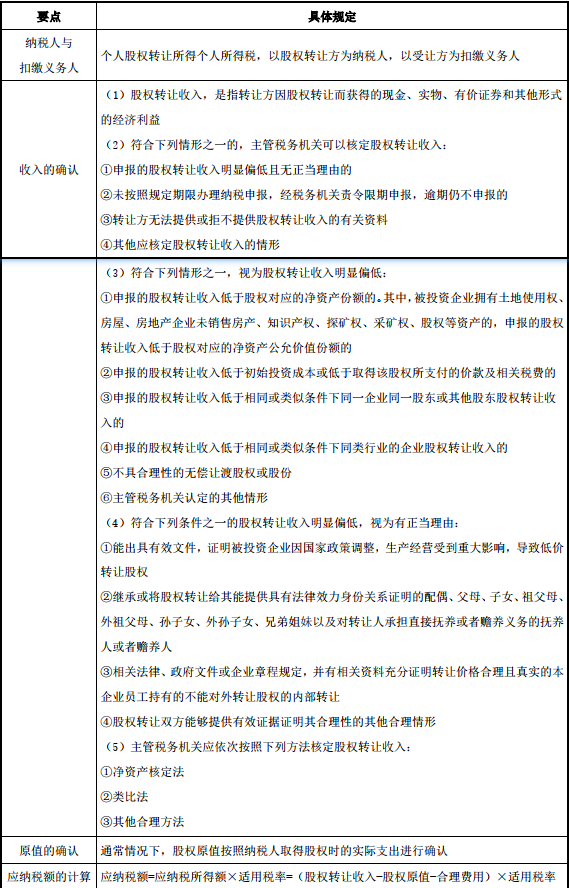 要点
具体规定
纳税人与
扣缴义务人
个人股权转让所得个人所得税，以股权转让方为纳税人，以受让方为扣缴义务人
收入的确认
（1）股权转让收入，是指转让方因股权转让而获得的现金、实物、有价证券和其他形式
的经济利益
（2）符合下列情形之一的，主管税务机关可以核定股权转让收入：
①申报的股权转让收入明显偏低且无正当理由的
②未按照规定期限办理纳税申报，经税务机关责令限期申报，逾期仍不申报的
③转让方无法提供或拒不提供股权转让收入的有关资料
④其他应核定股权转让收入的情形
（3）符合下列情形之一，视为股权转让收入明显偏低：
①申报的股权转让收入低于股权对应的净资产份额的。其中，被投资企业拥有土地使用权、
房屋、房地产企业未销售房产、知识产权、探矿权、采矿权、股权等资产的，申报的股权
转让收入低于股权对应的净资产公允价值份额的
②申报的股权转让收入低于初始投资成本或低于取得该股权所支付的价款及相关税费的
③申报的股权转让收入低于相同或类似条件下同一企业同一股东或其他股东股权转让收
入的
④申报的股权转让收入低于相同或类似条件下同类行业的企业股权转让收入的
⑤不具合理性的无偿让渡股权或股份
⑥主管税务机关认定的其他情形
（4）符合下列条件之一的股权转让收入明显偏低，视为有正当理由：
①能出具有效文件，证明被投资企业因国家政策调整，生产经营受到重大影响，导致低价
转让股权
②继承或将股权转让给其能提供具有法律效力身份关系证明的配偶、父母、子女、祖父母、
外祖父母、孙子女、外孙子女、兄弟姐妹以及对转让人承担直接抚养或者赡养义务的抚养
人或者赡养人
③相关法律、政府文件或企业章程规定，并有相关资料充分证明转让价格合理且真实的本
企业员工持有的不能对外转让股权的内部转让
④股权转让双方能够提供有效证据证明其合理性的其他合理情形
（5）主管税务机关应依次按照下列方法核定股权转让收入：
①净资产核定法
②类比法
③其他合理方法
原值的确认
通常情况下，股权原值按照纳税人取得股权时的实际支出进行确认
应纳税额的计算
应纳税额=应纳税所得额×适用税率=（股权转让收入-股权原值-合理费用）×适用税率